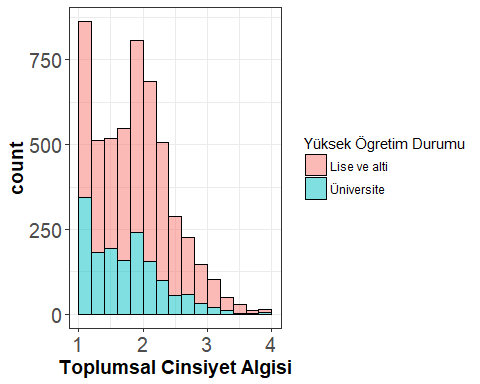 750
500
250
0
count
1 2 3 4
Toplumsal Cinsiyet Algisi
Yüksek Ögretim Durumu
Lise ve alti
Üniversite